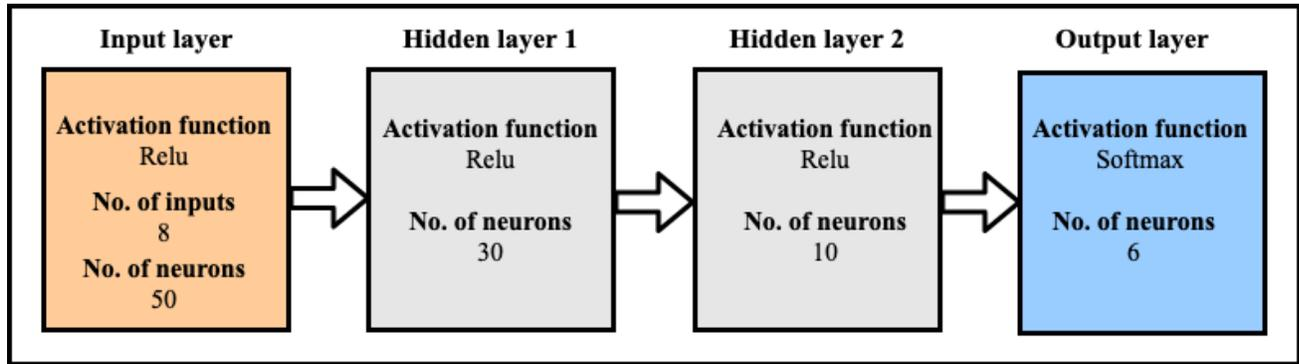 Input layer
Activation function
Relu
No. of inputs
8
No. of neurons
50
Hidden layer 1
Activation function
Relu
No. of neurons
30
Hidden layer 2
Activation function
Relu
No. of neurons
10
Output layer
Activation function
Softmax
No. of neurons
6